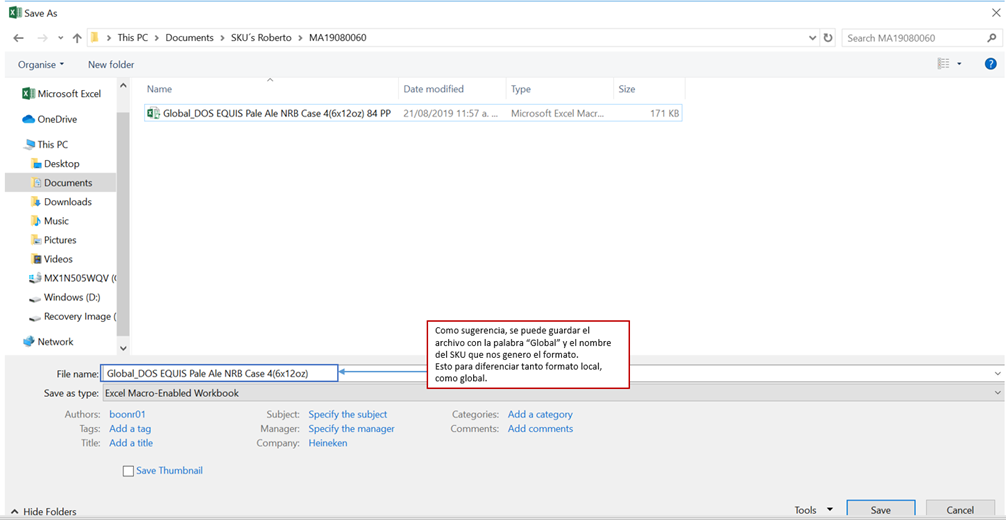 Save As
This PC > Documents > SKU´s Roberto > MA19080060
Search MA19080060
Organise
New folder
Name
Date modified
Type
Size
Microsoft Excel
OneDrive
This PC
Desktop
Documents
Downloads
Music
Pictures
Videos
MX1N505WQV (
Windows (D:)
Recovery Image (
Network
Global_DOS EQUIS Pale Ale NRB Case 4(6x12oz) 84 PP
21/08/2019 11:57 a. ...
Microsoft Excel Macr...
171 KB
Como sugerencia, se puede guardar el
archivo con la palabra “Global” y el nombre
del SKU que nos genero el formato.
Esto para diferenciar tanto formato local,
como global.
File name: Global_DOS EQUIS Pale Ale NRB Case 4(6x12oz)
Save as type: Excel Macro-Enabled Workbook
Authors: boonr01
Tags: Add a tag
Title: Add a title
Subject: Specify the subject
Manager: Specify the manager
Company: Heineken
Categories: Add a category
Comments: Add comments
Save Thumbnail
Hide Folders
Tools
Save
Cancel